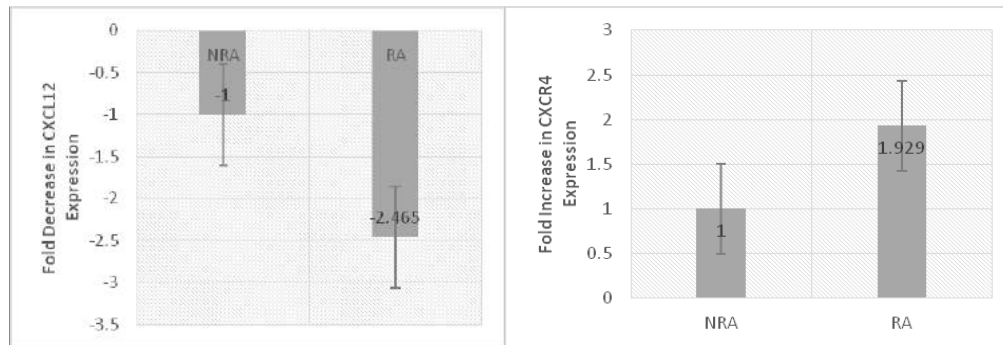 Fold Decrease in CXCL12
Expression
0
-0.5
-1
-1.5
-2
-2.5
-3
-3.5
NRA
RA
-1
-2.465
Fold Increase in CXCR4
Expression
3
2.5
2
1.5
1
0.5
0
1
1.929
NRA
RA